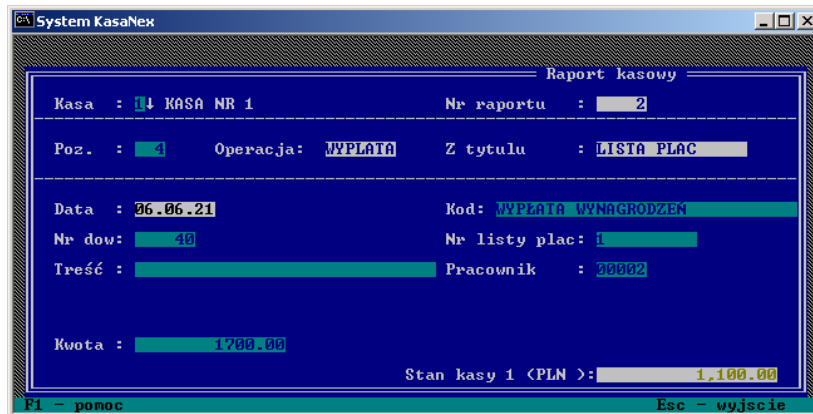 System KasaNex
Raport kasowy
Kasa : 1↓ KASA NR 1 Nr raportu : 2
Poz. : 4 Operacja: WYPLATA Z tytulu : LISTA PLAC
Data : 06.06.21 Kod: WYPŁATA WYNAGRODZEŃ
Nr dow: 40 Nr listy plac: 1
Treść : Pracownik : 00002
Kwota : 1700.00
Stan kasy 1 (PLN ): 1,100.00
F1 - pomoc Esc - wyjscie